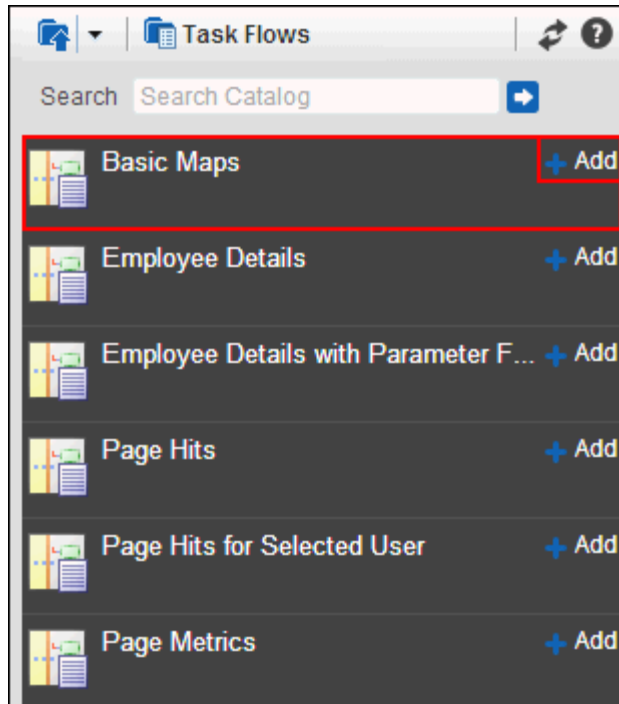 Task Flows
Search Search Catalog
Basic Maps Add
Employee Details Add
Employee Details with Parameter F... Add
Page Hits Add
Page Hits for Selected User Add
Page Metrics Add